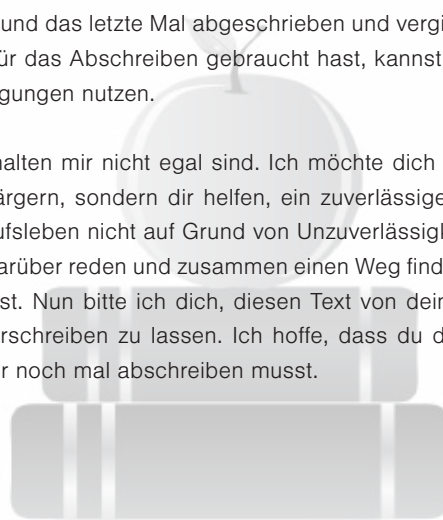 und das letzte Mal abgeschrieben und vergi
ür das Abschreiben gebraucht hast, kannst
gungen nutzen.
halten mir nicht egal sind. Ich möchte dich
ärgern, sondern dir helfen, ein zuverlässige
ufsleben nicht auf Grund von Unzuverlässigk
arüber reden und zusammen einen Weg find
st. Nun bitte ich dich, diesen Text von dein
erschreiben zu lassen. Ich hoffe, dass du d
r noch mal abschreiben musst.